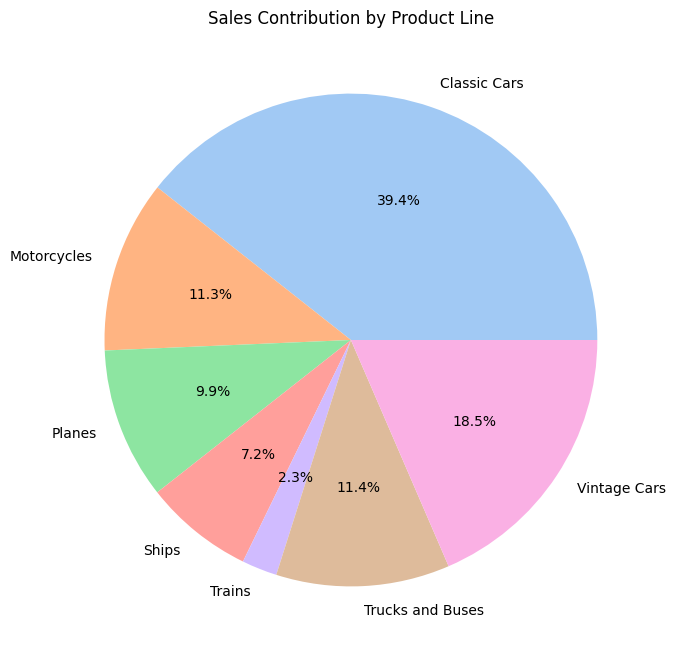 Sales Contribution by Product Line
Classic Cars
39.4%
Motorcycles
11.3%
Planes
9.9%
Ships
7.2%
Trains
2.3%
Trucks and Buses
11.4%
Vintage Cars
18.5%